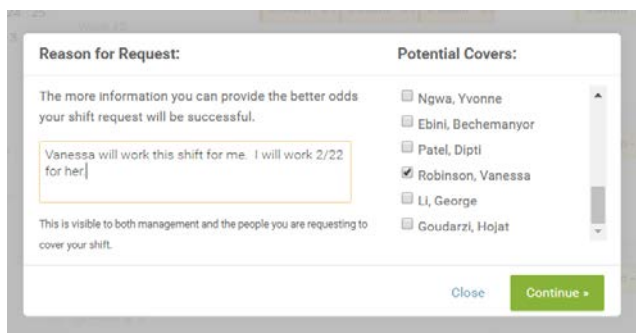 24 25
Reason for Request:
Potential Covers:
The more information you can provide the better odds
your shift request will be successful.
Vanessa will work this shift for me. I will work 2/22
for her
This is visible to both management and the people you are requesting to
cover your shift.
Ngwa, Yvonne
Ebini, Bechemanyor
Patel, Dipti
Robinson, Vanessa
Li, George
Goudarzi, Hojat
Close
Continue »